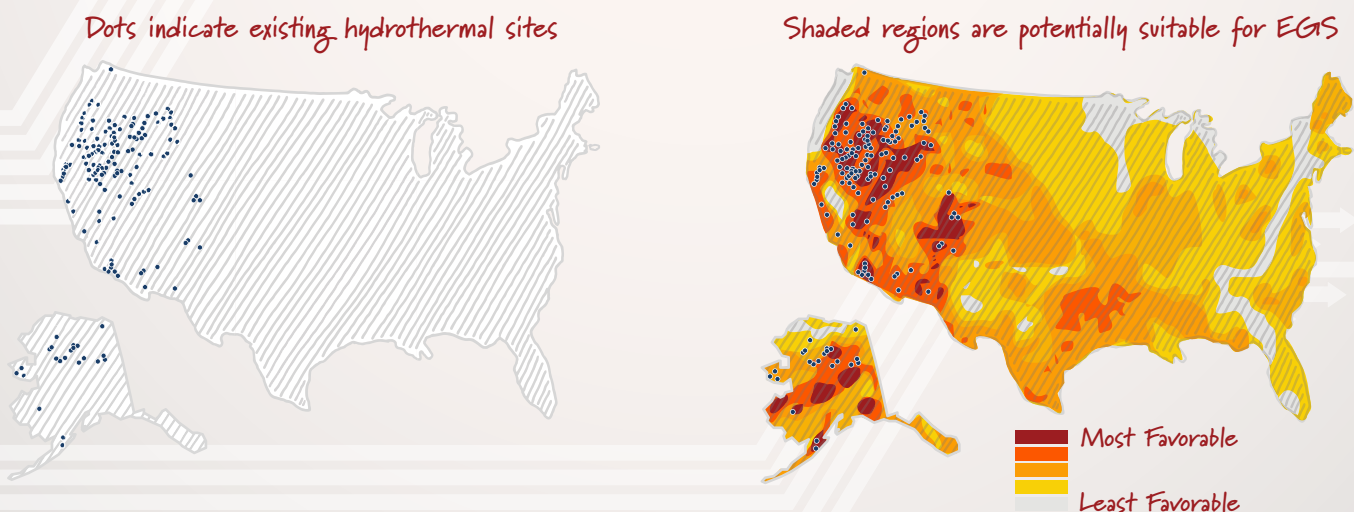 Dots indicate existing hydrothermal sites
Shaded regions are potentially suitable for EGS
Most Favorable
Least Favorable